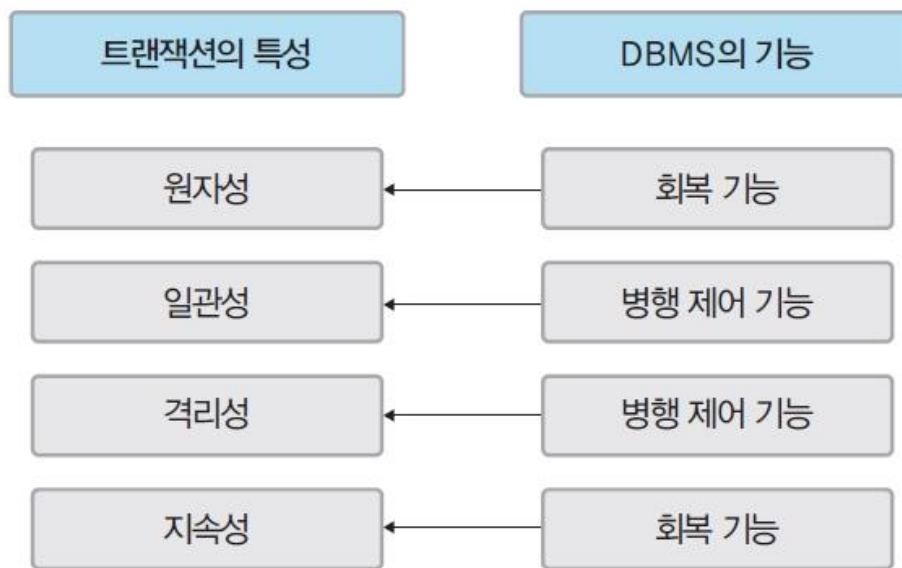 트랜잭션의 특성 DBMS의 기능
원자성 회복 기능
일관성 병행 제어 기능
격리성 병행 제어 기능
지속성 회복 기능